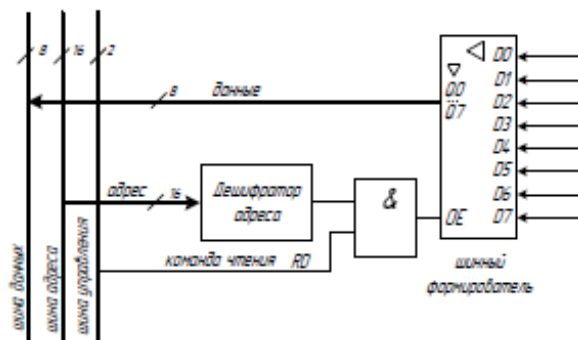 8 16 2
8 данные
D0
D1
D2
D3
D4
D5
D6
D7
D0
...
D7
OE
адрес 16
Дешифратор
адреса
&
команда чтения RD
шинный
формирователь
шина данных
шина адреса
шина управления